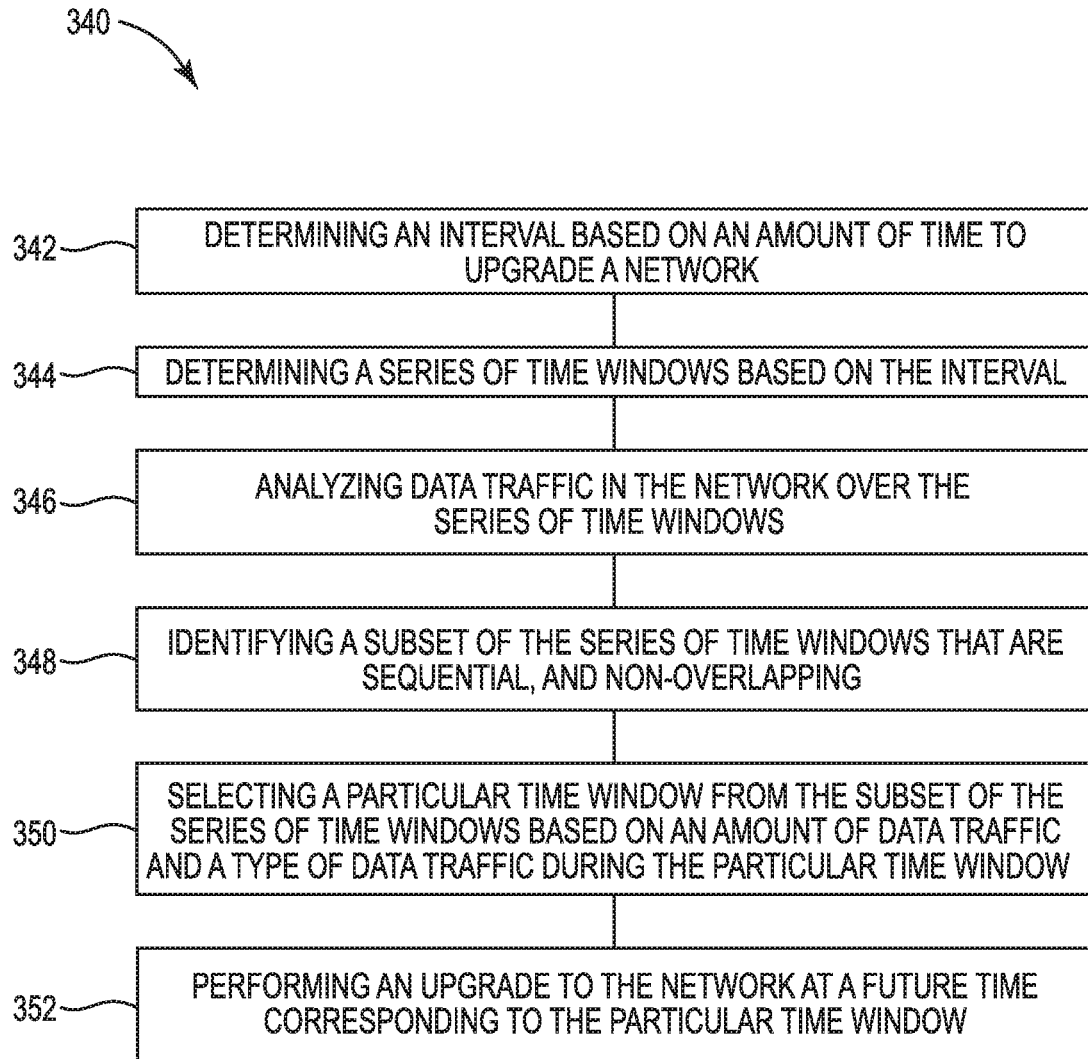 340
342
DETERMINING AN INTERVAL BASED ON AN AMOUNT OF TIME TO
UPGRADE A NETWORK
344
DETERMINING A SERIES OF TIME WINDOWS BASED ON THE INTERVAL
346
ANALYZING DATA TRAFFIC IN THE NETWORK OVER THE
SERIES OF TIME WINDOWS
348
IDENTIFYING A SUBSET OF THE SERIES OF TIME WINDOWS THAT ARE
SEQUENTIAL, AND NON-OVERLAPPING
350
SELECTING A PARTICULAR TIME WINDOW FROM THE SUBSET OF THE
SERIES OF TIME WINDOWS BASED ON AN AMOUNT OF DATA TRAFFIC
AND A TYPE OF DATA TRAFFIC DURING THE PARTICULAR TIME WINDOW
352
PERFORMING AN UPGRADE TO THE NETWORK AT A FUTURE TIME
CORRESPONDING TO THE PARTICULAR TIME WINDOW